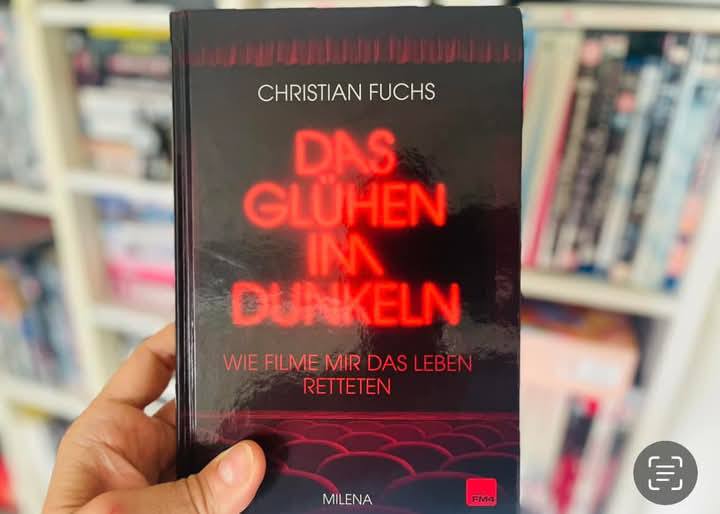 CHRISTIAN FUCHS
DAS
GLÜHEN
IM
DUNKELN
WIE FILME MIR DAS LEBEN
RETTETEN
MILENA
FM4